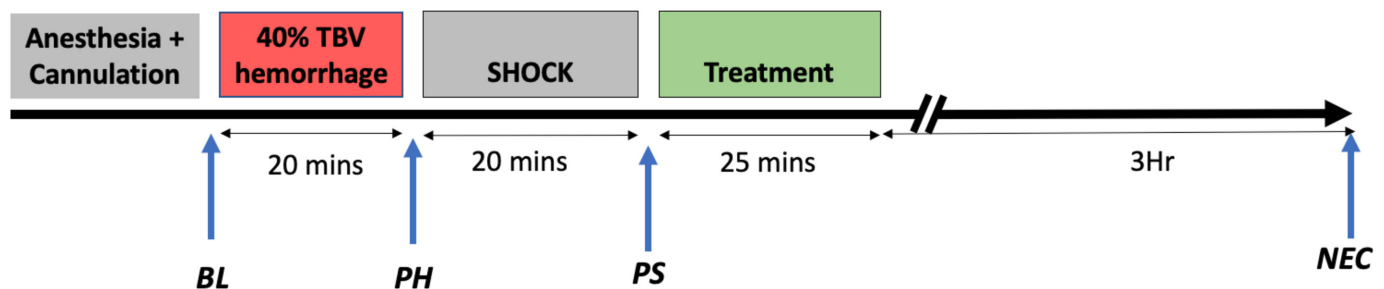 Anesthesia +
Cannulation
40% TBV
hemorrhage
SHOCK
Treatment
20 mins
20 mins
25 mins
3Hr
BL
PH
PS
NEC